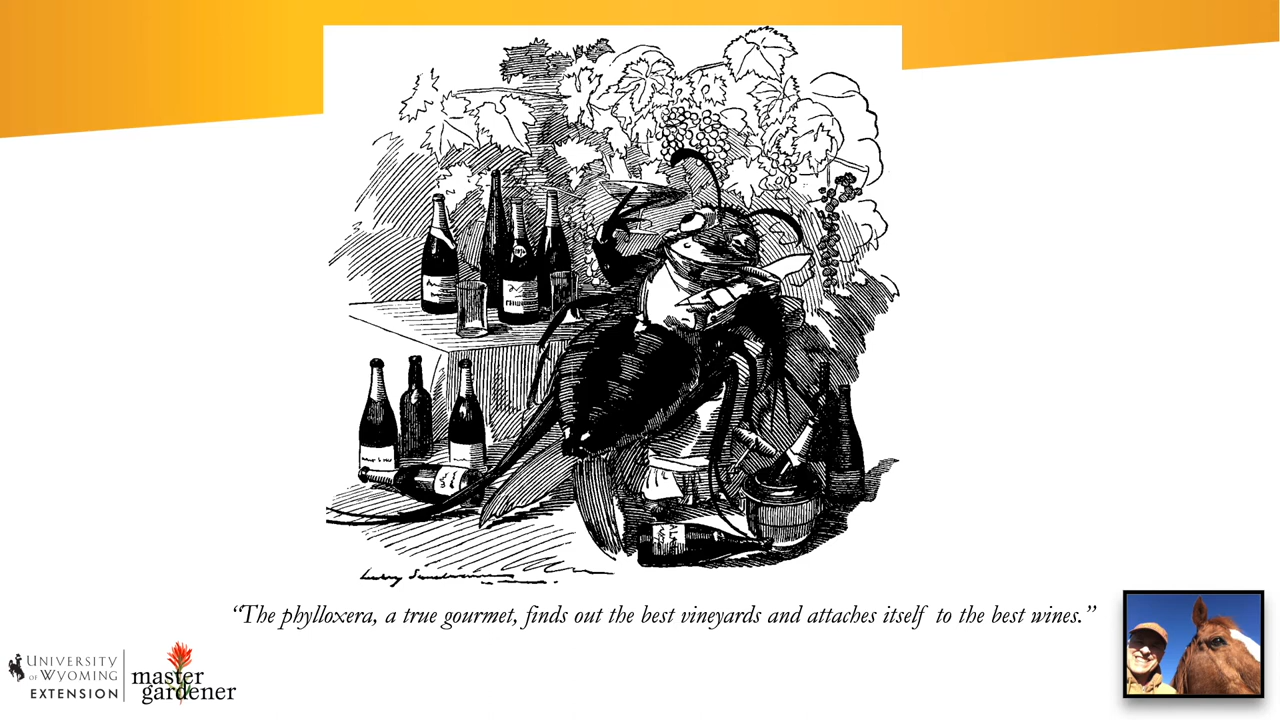 “The phylloxera, a true gourmet, finds out the best vineyards and attaches itself to the best wines.”
UNIVERSITY
OF WYOMING
EXTENSION
master
gardener